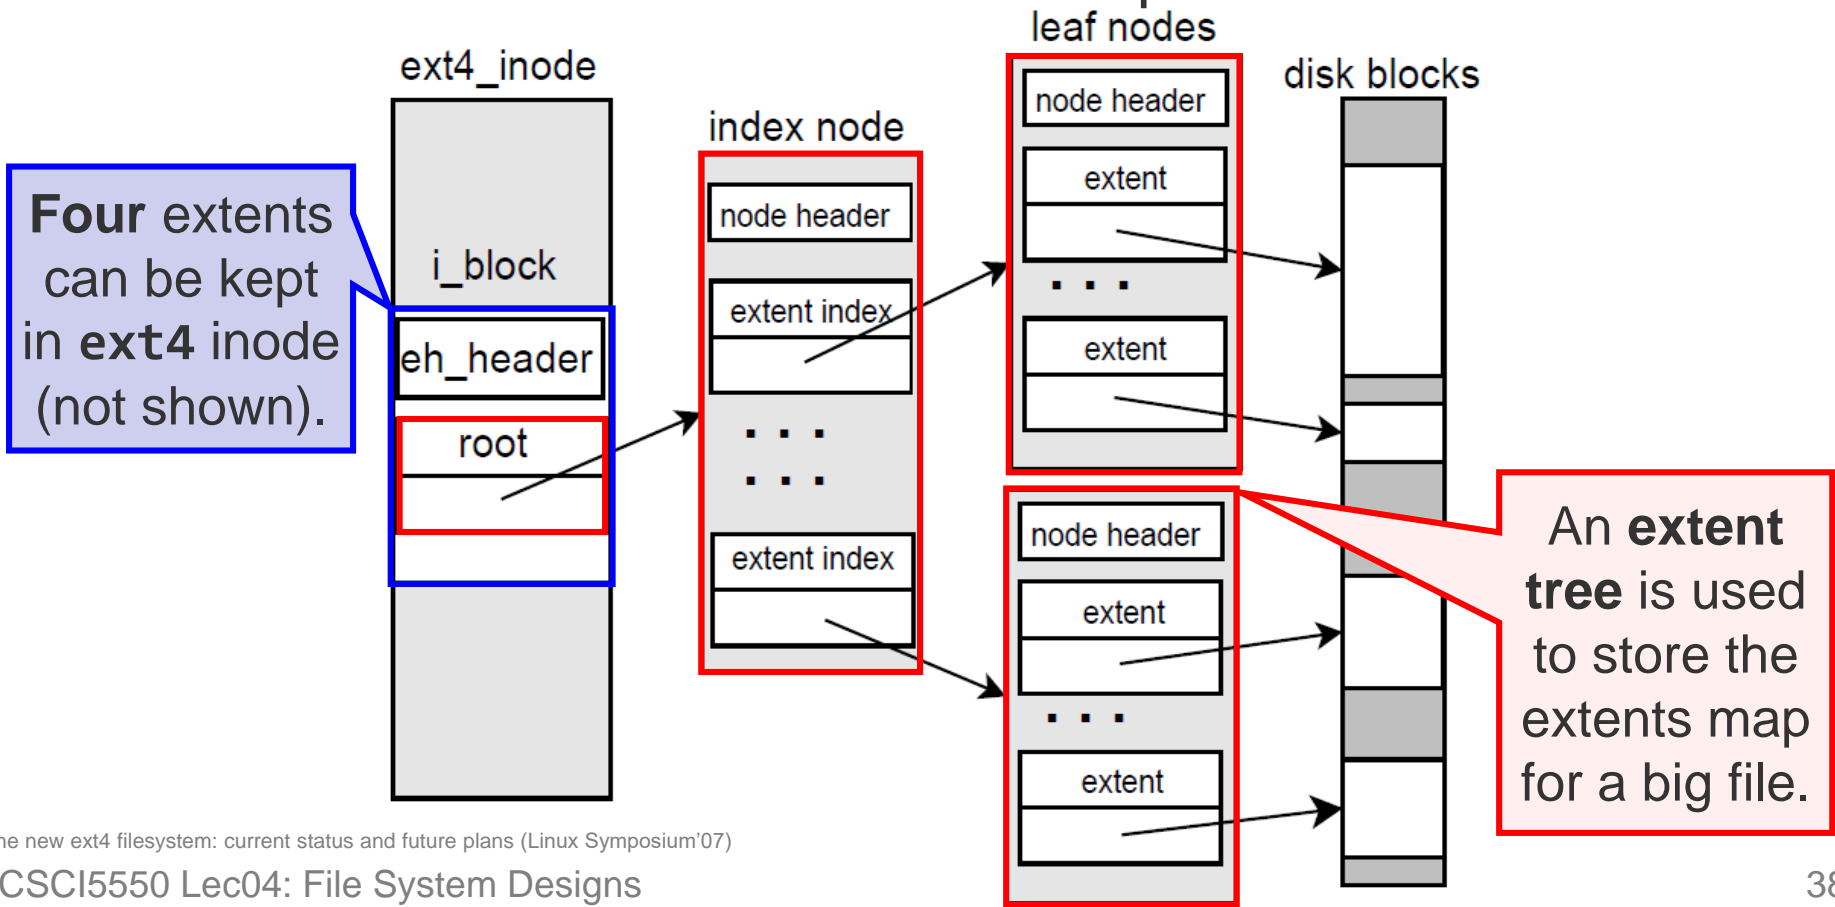 leaf nodes
ext4_inode
disk blocks
index node
node header
extent
Four extents
can be kept
in ext4 inode
(not shown).
node header
i_block
extent index
. . .
extent
eh_header
root
. . .
. . .
node header
An extent
tree is used
to store the
extents map
for a big file.
extent index
extent
. . .
extent
he new ext4 filesystem: current status and future plans (Linux Symposium'07)
CSCI5550 Lec04: File System Designs
38